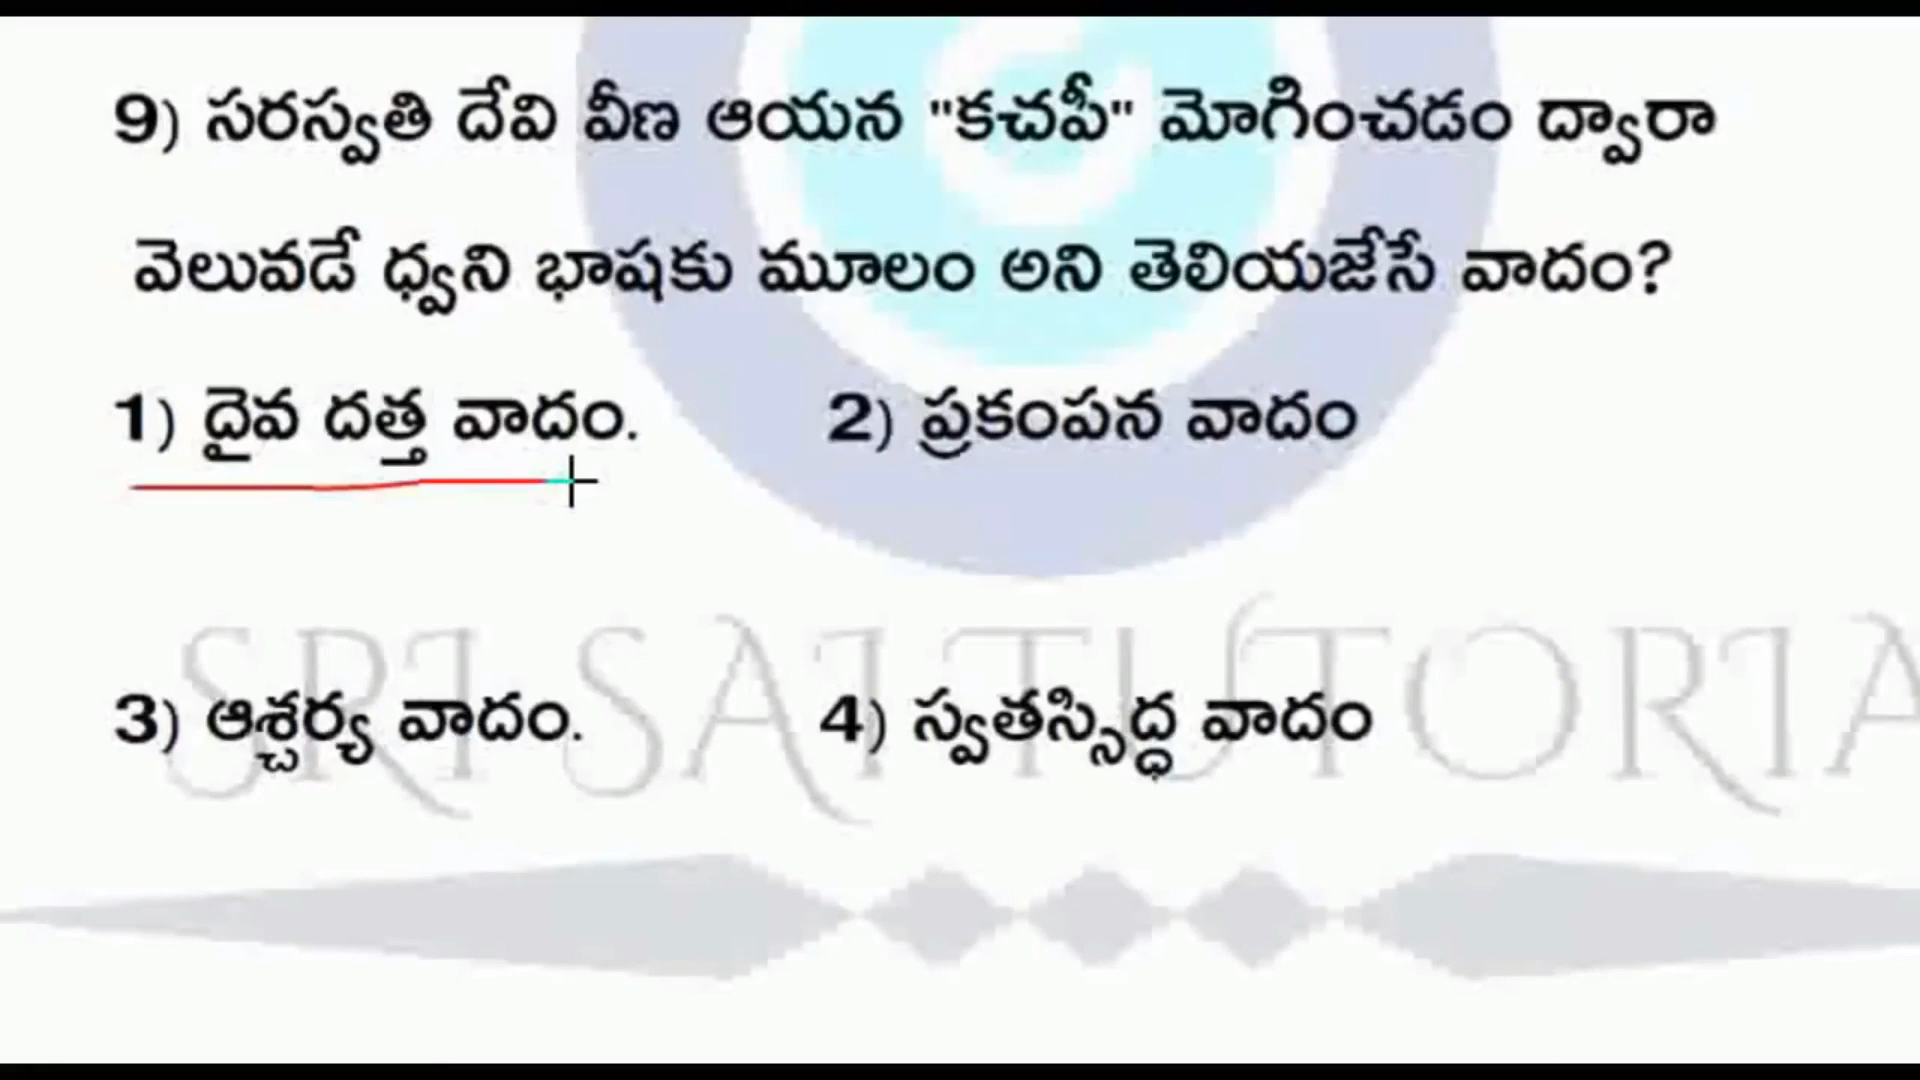 9) సరస్వతి దేవి వీణ ఆయన "కచపీ" మోగించడం ద్వారా
వెలువడే ధ్వని భాషకు మూలం అని తెలియజేసే వాదం?
1) దైవ దత్త వాదం. 2) ప్రకంపన వాదం
3) ఆశ్చర్య వాదం. 4) స్వతస్సిద్ధ వాదం
SRI SAI TUTORIA